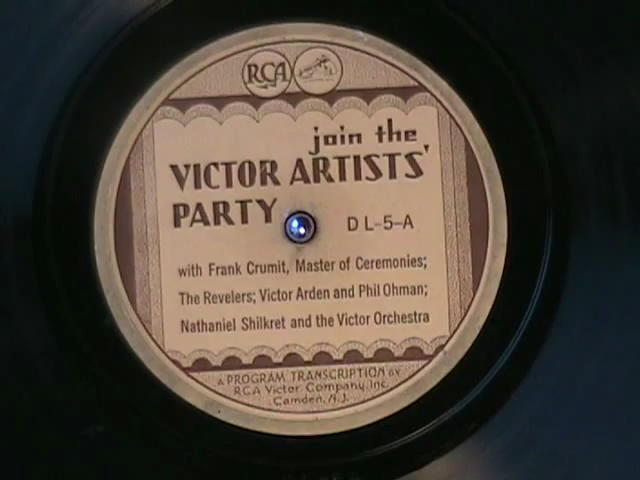 RCA
join the
VICTOR ARTISTS'
PARTY
DL-5-A
with Frank Crumit, Master of Ceremonies;
The Revelers; Victor Arden and Phil Ohman;
Nathaniel Shilkret and the Victor Orchestra
A PROGRAM TRANSCRIPTION BY
RCA Victor Company, Inc.
Camden, N.J.